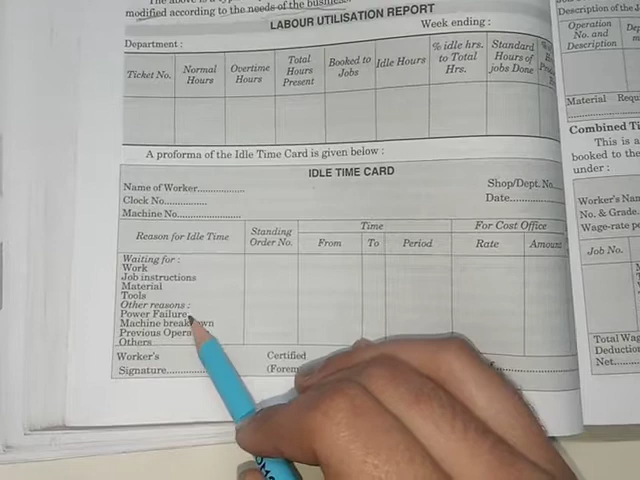 The above is a
modified according to the needs of the business.
LABOUR UTILISATION REPORT
Department :
Week ending :
Ticket No.
Normal Hours
Overtime Hours
Total Hours Present
Booked to Jobs
Idle Hours
% idle hrs. to Total Hrs.
Standard Hours of jobs Done
A proforma of the Idle Time Card is given below :
IDLE TIME CARD
Name of Worker................
Shop/Dept. No.
Clock No...............
Date
Machine No.....................
Reason for Idle Time
Standing Order No.
Time
For Cost Office
From
To
Period
Rate
Amount
Waiting for :
Work
Job instructions
Material
Tools
Other reasons :
Power Failure
Machine breakdown
Previous Opera
Others
Worker's
Certified
Signature
(Forem
Description of the J
Operation No. and Description
Material
Requ
Combined Ti
This is a
booked to the
under :
Worker's Nam
No. & Grade
Wage-rate p
Job No.
Total Wag
Deduction
Net